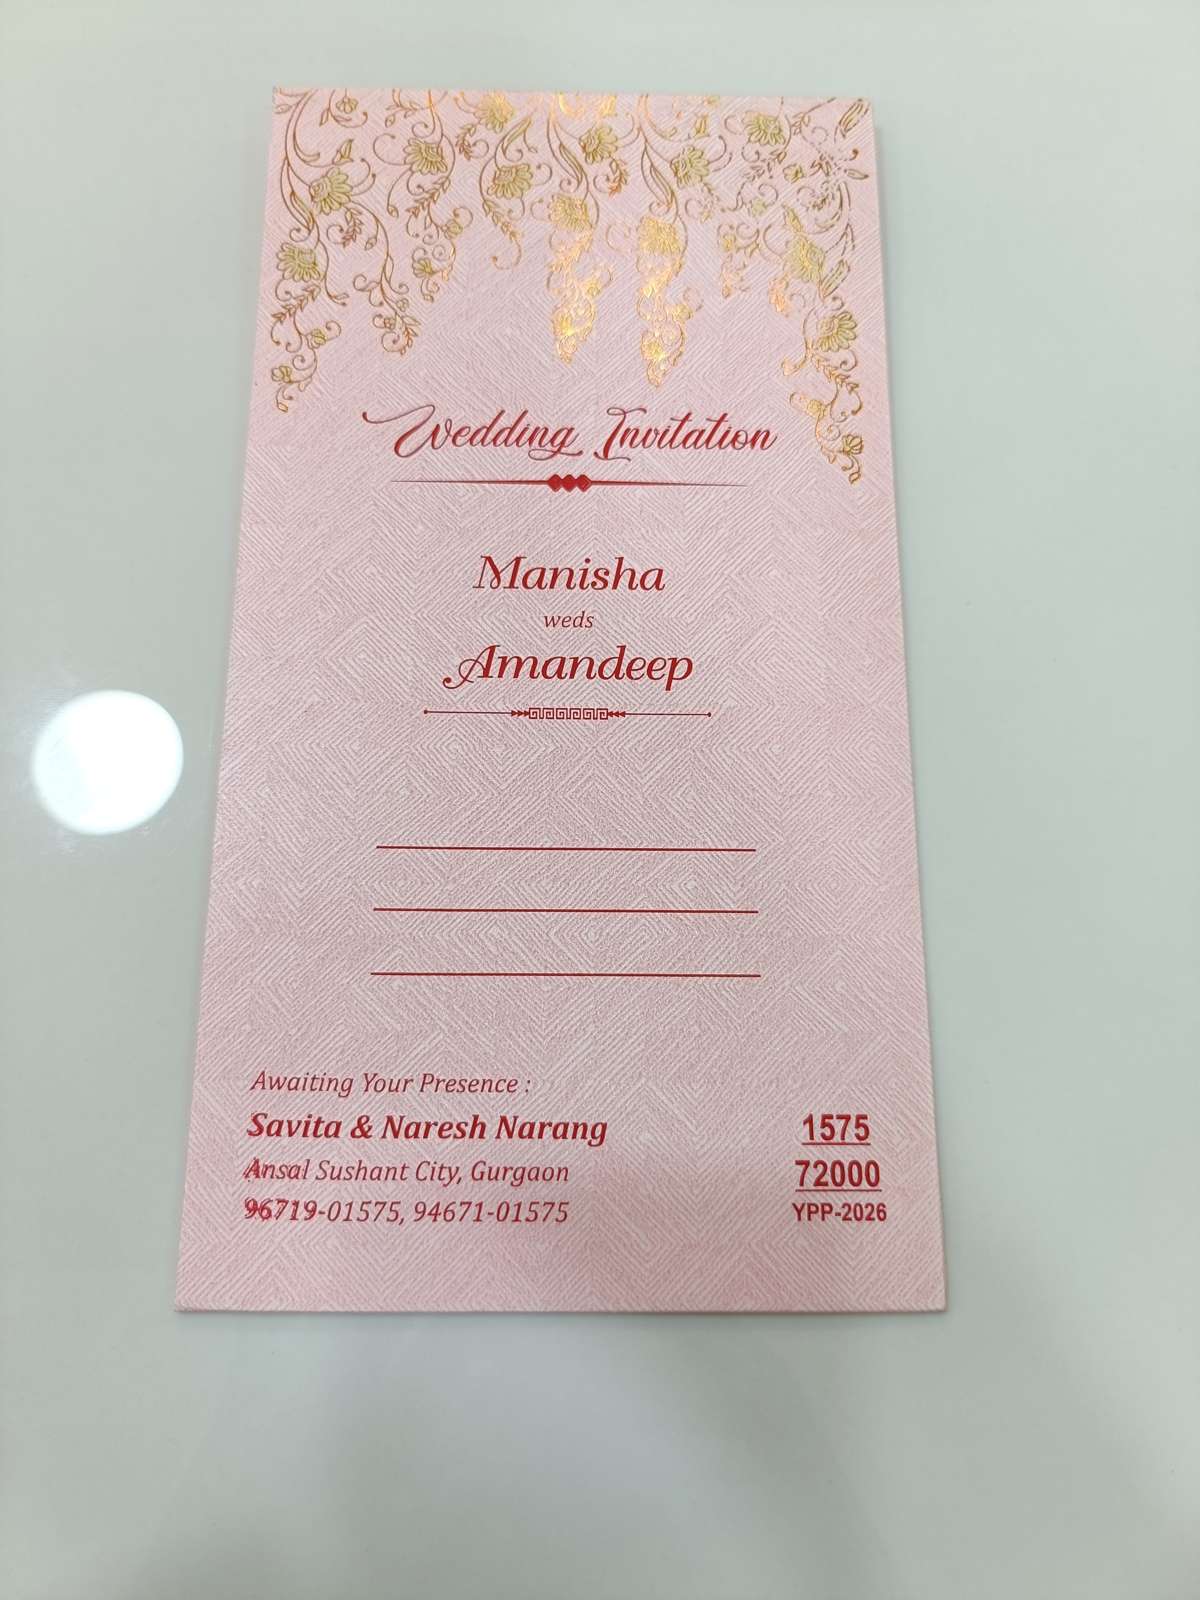 Wedding Invitation
Manisha
weds
Amandeep
Awaiting Your Presence :
Savita & Naresh Narang
Ansal Sushant City, Gurgaon
96719-01575, 94671-01575
1575
72000
YPP-2026